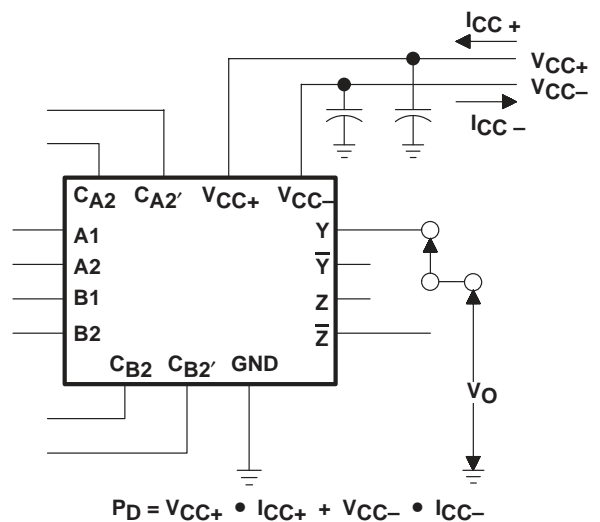 ICC +
VCC+
VCC–
ICC –
CA2 CA2′ VCC+ VCC–
A1 Y
A2 Y̅
B1 Z
B2 Z̅
CB2 CB2′ GND
VO
PD = VCC+ • ICC+ + VCC– • ICC–